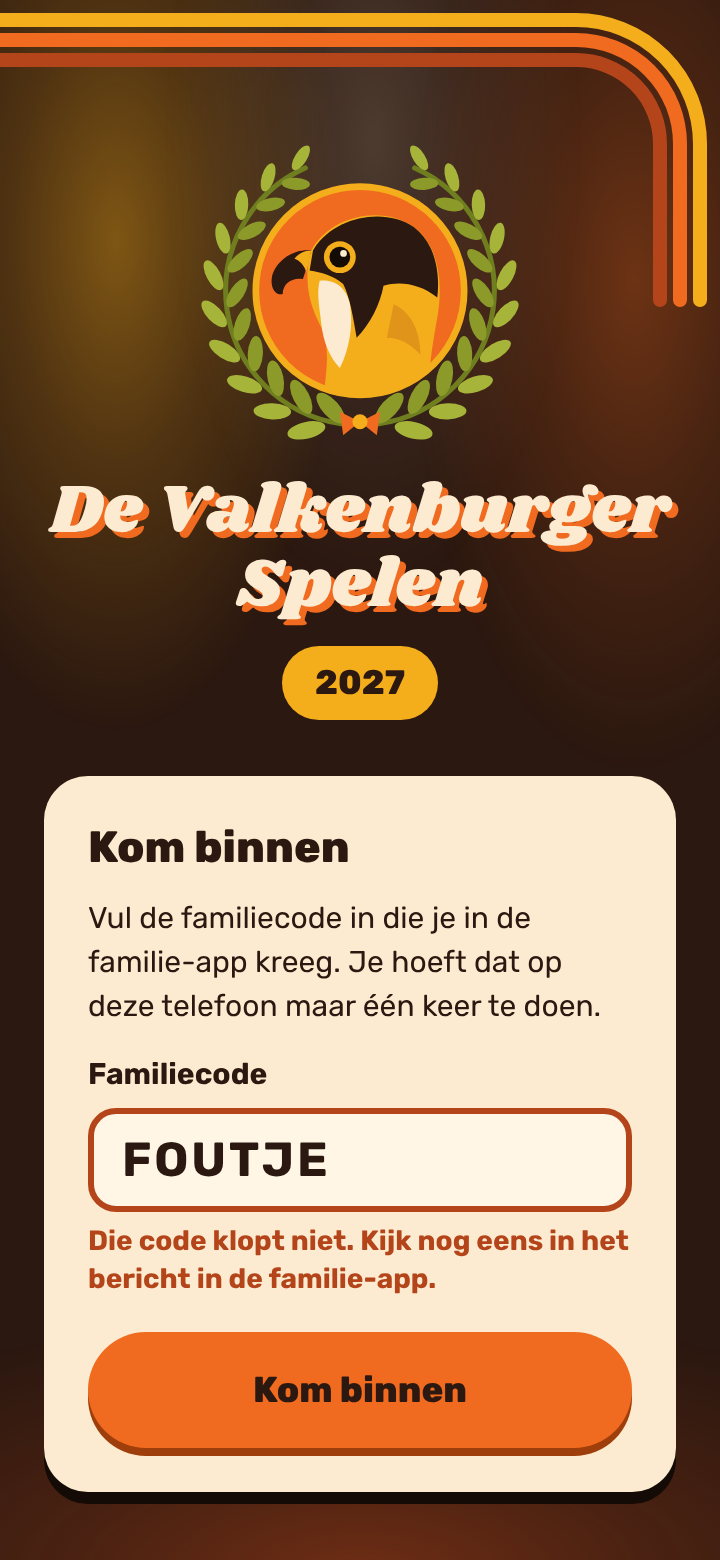 De Valkenburger
Spelen
2027
Kom binnen
Vul de familiecode in die je in de
familie-app kreeg. Je hoeft dat op
deze telefoon maar één keer te doen.
Familiecode
FOUTJE
Die code klopt niet. Kijk nog eens in het
bericht in de familie-app.
Kom binnen